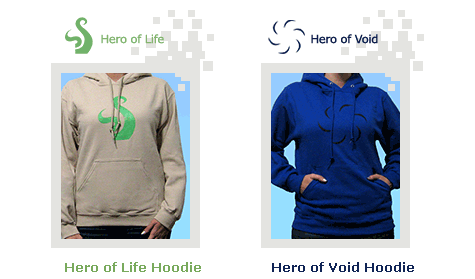 Hero of Life
Hero of Void
Hero of Life Hoodie
Hero of Void Hoodie